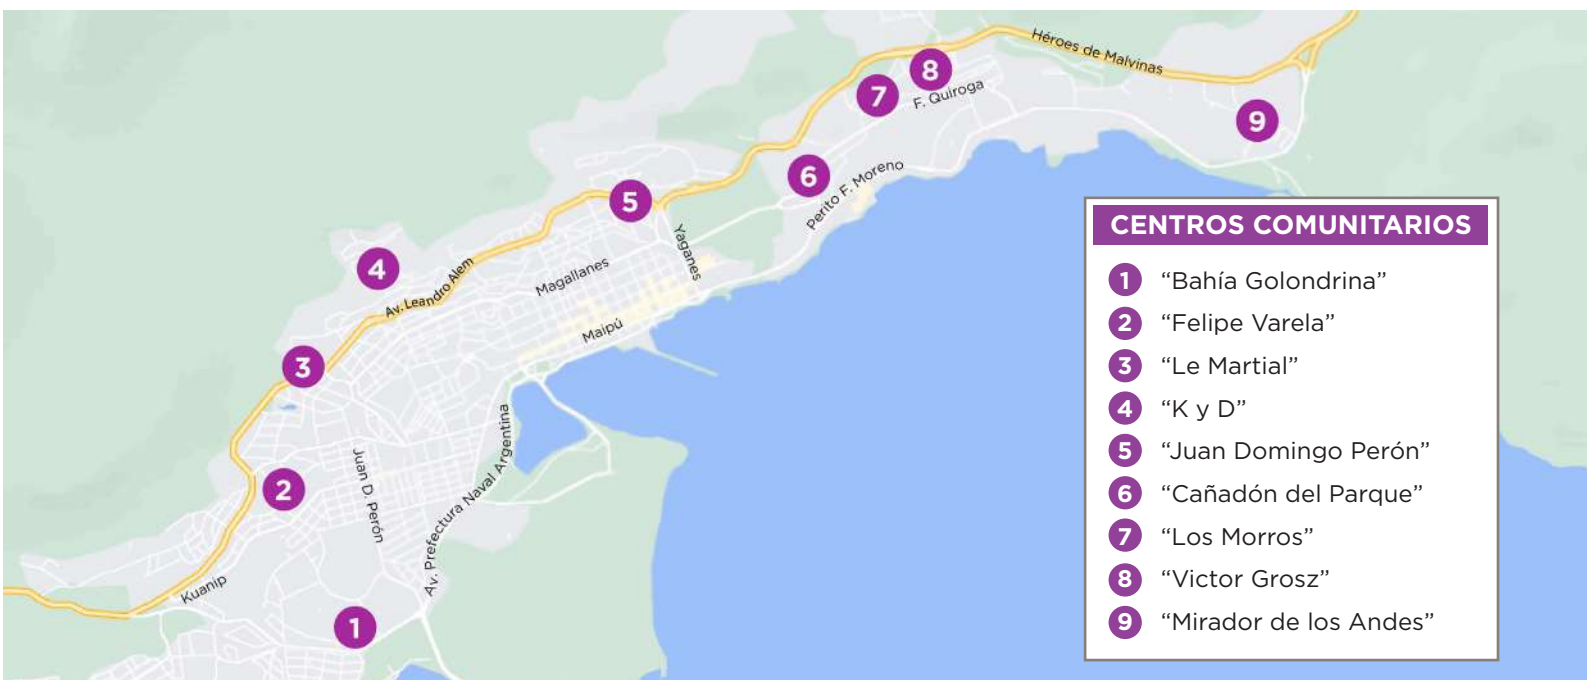 Héroes de Malvinas
8
7
F. Quiroga
9
6
Perito F. Moreno
5
Yaganes
4
Magallanes
Av. Leandro Alem
Maipú
3
Juan D. Perón
Av. Prefectura Naval Argentina
2
Kuanip
1
CENTROS COMUNITARIOS
1 “Bahía Golondrina”
2 “Felipe Varela”
3 “Le Martial”
4 “K y D”
5 “Juan Domingo Perón”
6 “Cañadón del Parque”
7 “Los Morros”
8 “Victor Grosz”
9 “Mirador de los Andes”